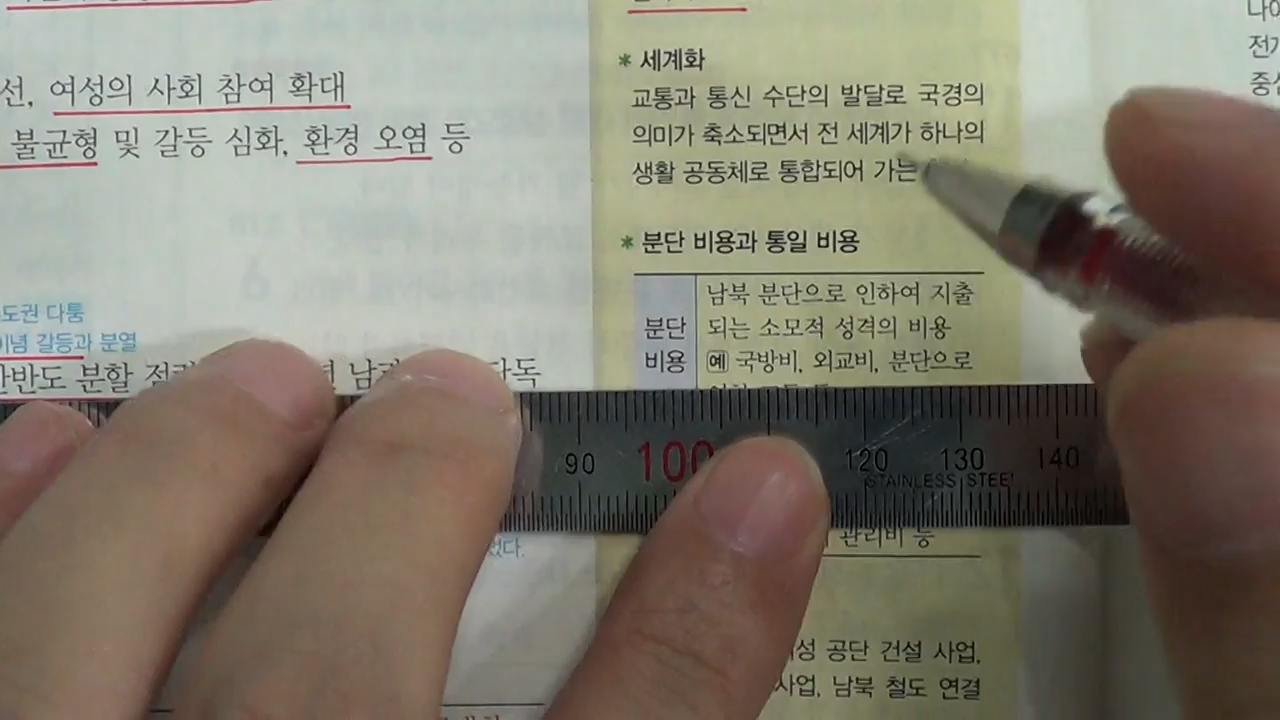 선, 여성의 사회 참여 확대
불균형 및 갈등 심화, 환경 오염 등
도권 다툼
이념 갈등과 분열
반도 분할
단독
었다.
* 세계화
교통과 통신 수단의 발달로 국경의
의미가 축소되면서 전 세계가 하나의
생활 공동체로 통합되어 가는
* 분단 비용과 통일 비용
분단
비용
남북 분단으로 인하여 지출
되는 소모적 성격의 비용
예 국방비, 외교비, 분단으로
90 100 120 130 140
STAINLESS STEEL
관리비 등
공단 건설 사업,
사업, 남북 철도 연결
전기